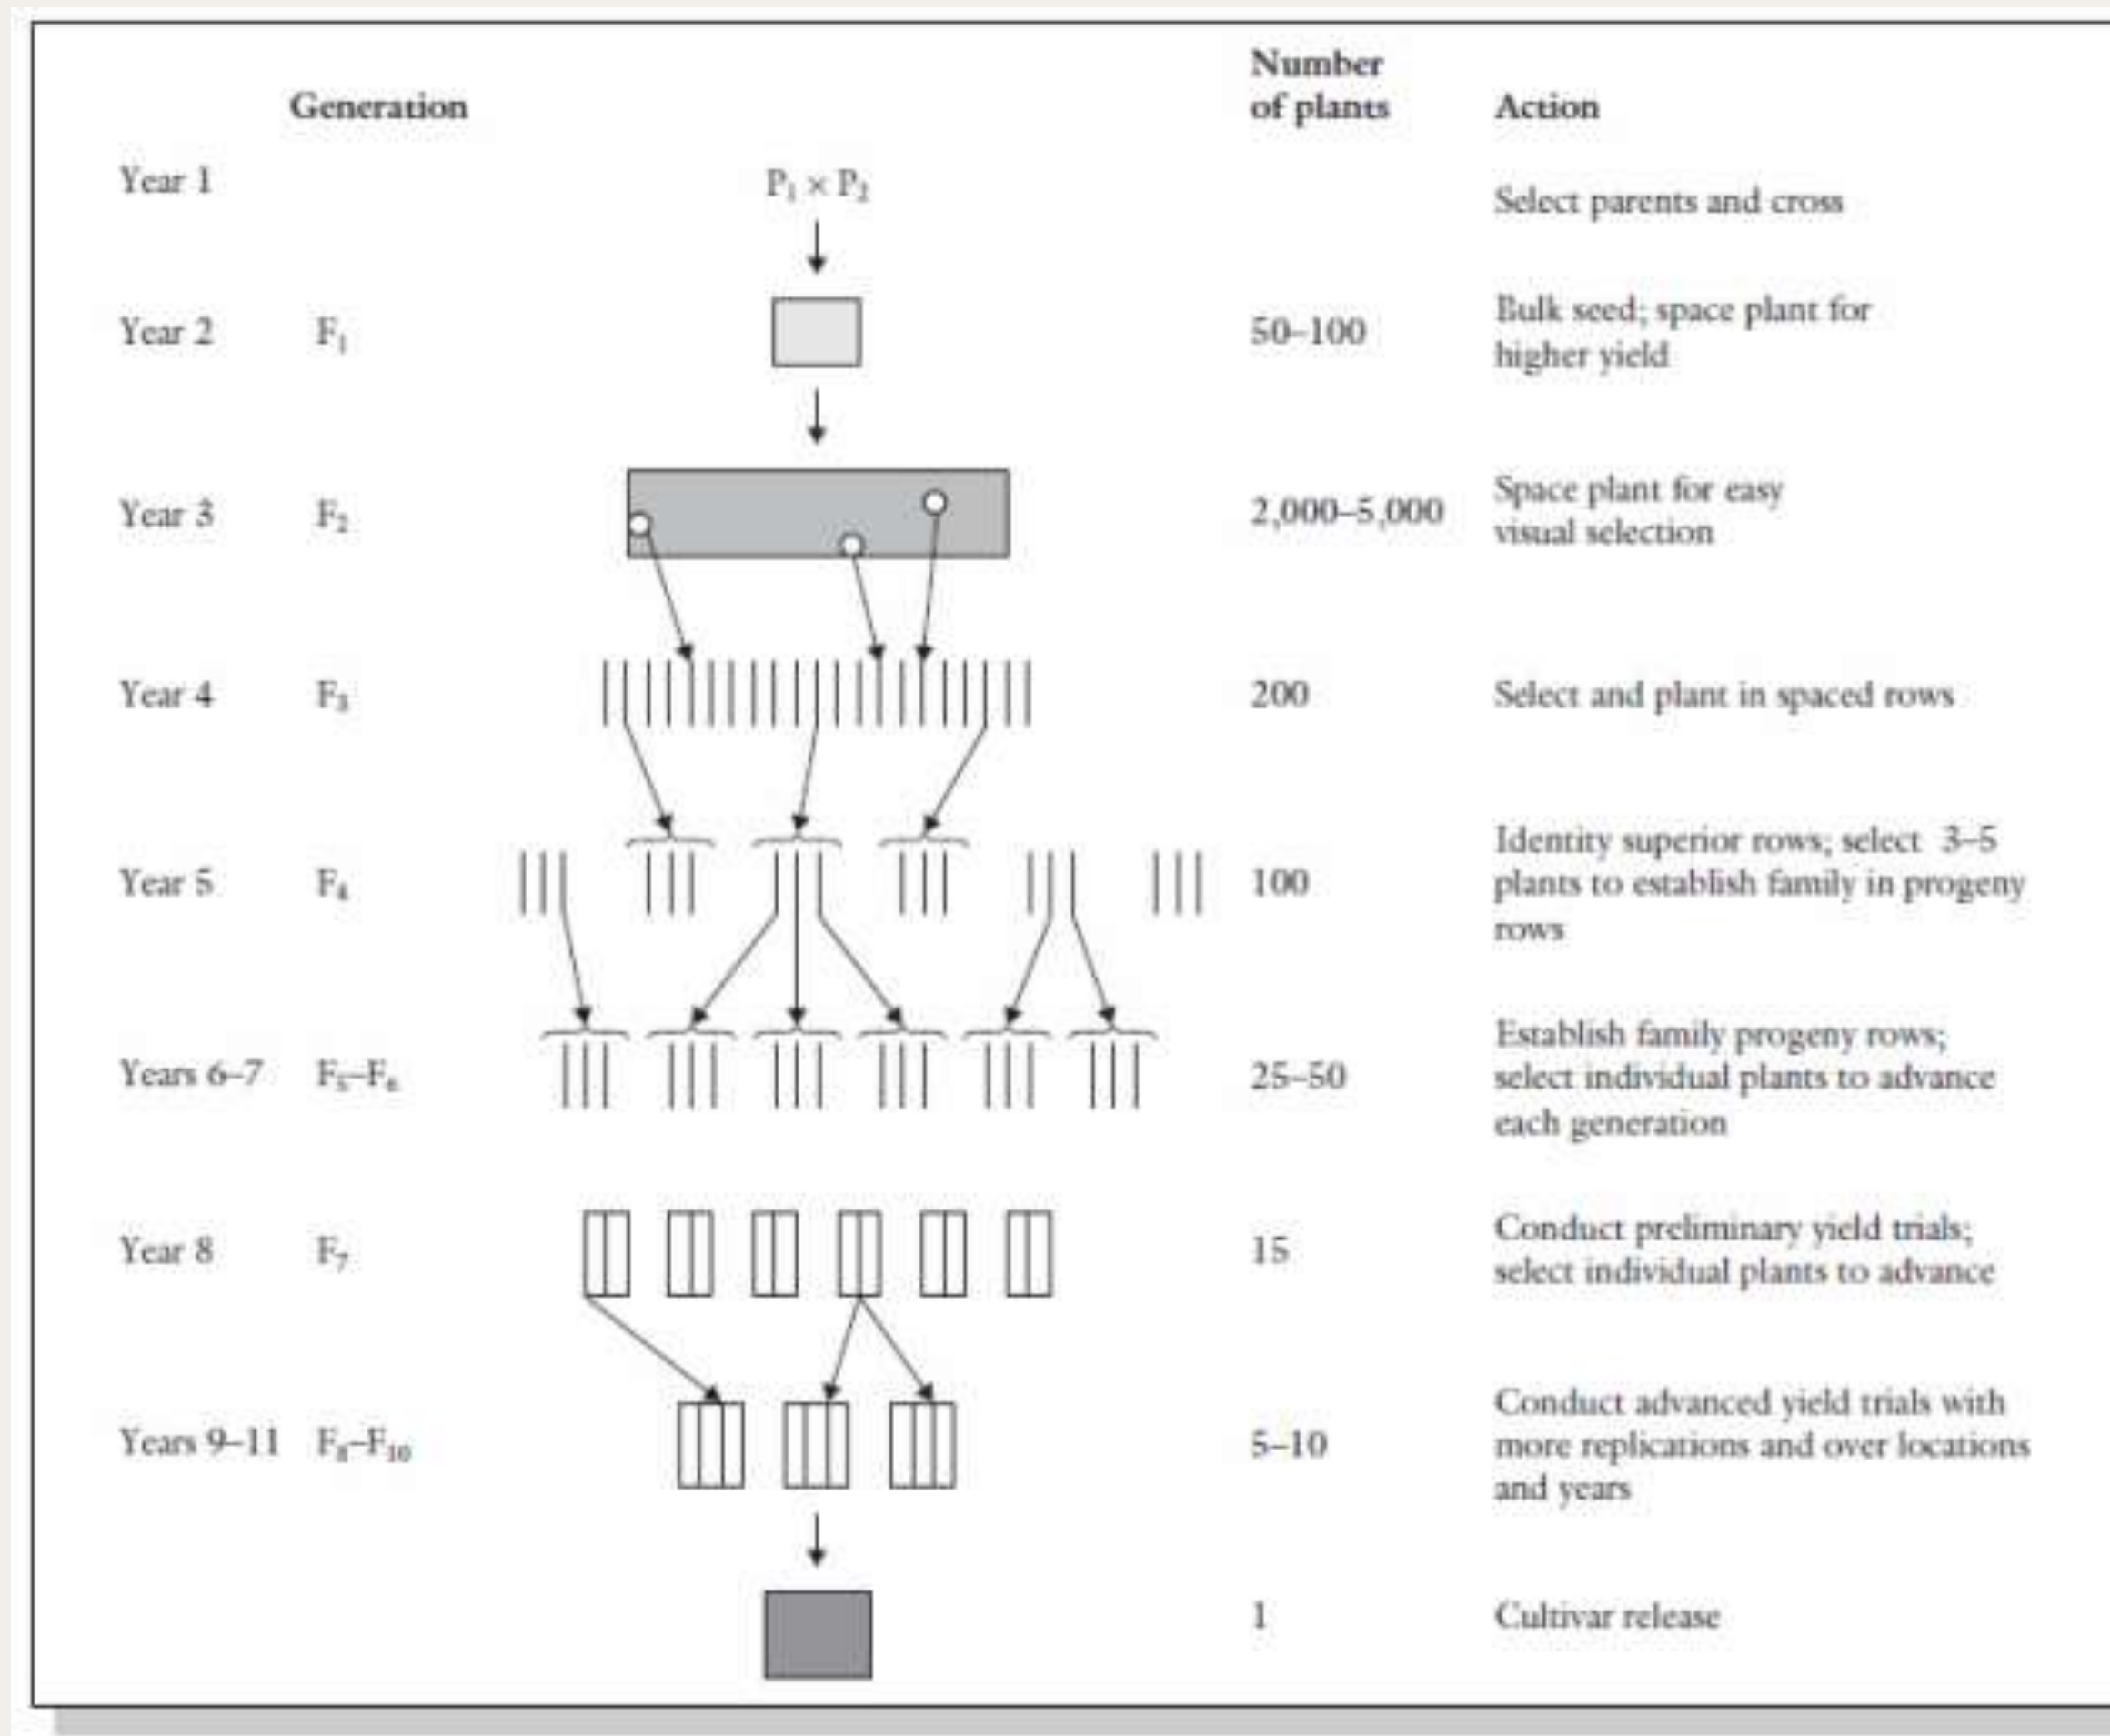 Generation
Number
of plants
Action
Year 1
P₁ × P₂
Select parents and cross
Year 2
F₁
50–100
Bulk seed; space plant for
higher yield
Year 3
F₂
2,000–5,000
Space plant for easy
visual selection
Year 4
F₃
200
Select and plant in spaced rows
Year 5
F₄
100
Identity superior rows; select 3–5
plants to establish family in progeny
rows
Years 6–7
F₅–F₆
25–50
Establish family progeny rows;
select individual plants to advance
each generation
Year 8
F₇
15
Conduct preliminary yield trials;
select individual plants to advance
Years 9–11
F₈–F₁₀
5–10
Conduct advanced yield trials with
more replications and over locations
and years
1
Cultivar release